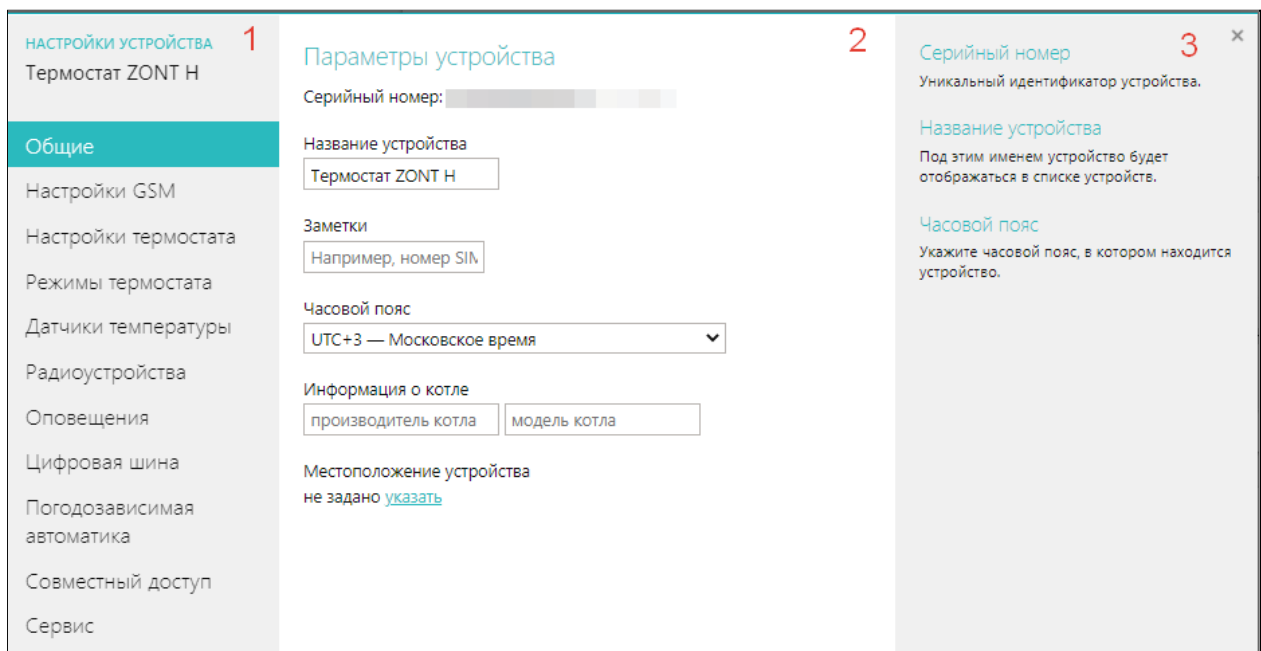 НАСТРОЙКИ УСТРОЙСТВА 1
Термостат ZONT H
Общие
Настройки GSM
Настройки термостата
Режимы термостата
Датчики температуры
Радиоустройства
Оповещения
Цифровая шина
Погодозависимая
автоматика
Совместный доступ
Сервис
Параметры устройства 2
Серийный номер:
Название устройства
Термостат ZONT H
Заметки
Например, номер SIM
Часовой пояс
UTC+3 — Московское время
Информация о котле
производитель котла модель котла
Местоположение устройства
не задано указать
Серийный номер 3 ×
Уникальный идентификатор устройства.
Название устройства
Под этим именем устройство будет
отображаться в списке устройств.
Часовой пояс
Укажите часовой пояс, в котором находится
устройство.